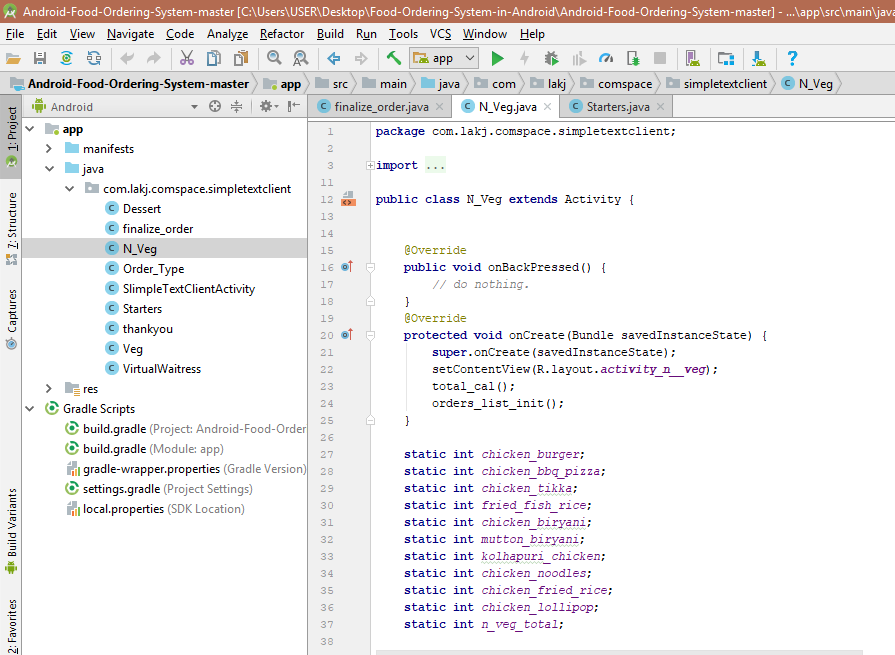 Android-Food-Ordering-System-master [C:\Users\USER\Desktop\Food-Ordering-System-in-Android\Android-Food-Ordering-System-master] - ...\app\src\main\java
File Edit View Navigate Code Analyze Refactor Build Run Tools VCS Window Help
app
Android-Food-Ordering-System-master app src main java com lakj comspace simpletextclient N_Veg
1: Project
7: Structure
Captures
Build Variants
2: Favorites
Android
app
manifests
java
com.lakj.comspace.simpletextclient
Dessert
finalize_order
N_Veg
Order_Type
SlimpleTextClientActivity
Starters
thankyou
Veg
VirtualWaitress
res
Gradle Scripts
build.gradle (Project: Android-Food-Order
build.gradle (Module: app)
gradle-wrapper.properties (Gradle Version)
settings.gradle (Project Settings)
local.properties (SDK Location)
finalize_order.java N_Veg.java Starters.java
1 package com.lakj.comspace.simpletextclient;
2
3 import ...
11
12 public class N_Veg extends Activity {
13
14
15 @Override
16 public void onBackPressed() {
17 // do nothing.
18 }
19 @Override
20 protected void onCreate(Bundle savedInstanceState) {
21 super.onCreate(savedInstanceState);
22 setContentView(R.layout.activity_n__veg);
23 total_cal();
24 orders_list_init();
25 }
26
27 static int chicken_burger;
28 static int chicken_bbq_pizza;
29 static int chicken_tikka;
30 static int fried_fish_rice;
31 static int chicken_biryani;
32 static int mutton_biryani;
33 static int kolhapuri_chicken;
34 static int chicken_noodles;
35 static int chicken_fried_rice;
36 static int chicken_lollipop;
37 static int n_veg_total;
38